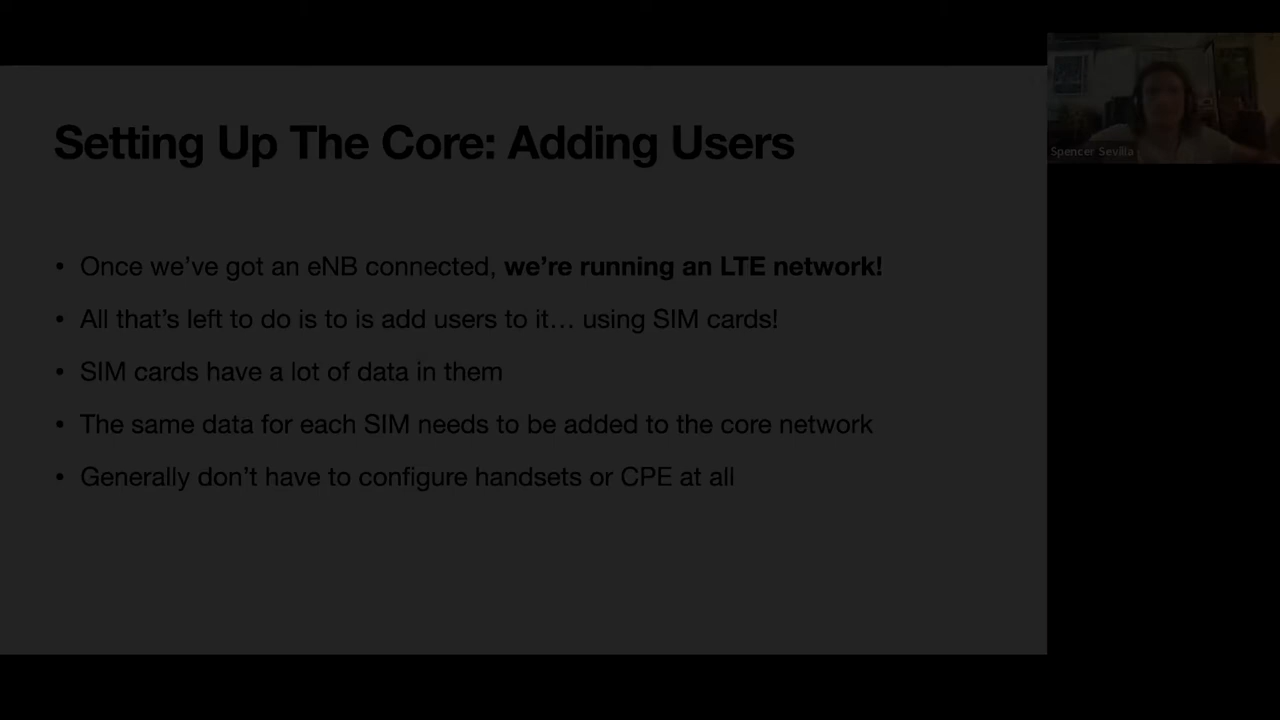 Setting Up The Core: Adding Users
Spencer Sevilla
• Once we've got an eNB connected, we're running an LTE network!
• All that's left to do is to is add users to it… using SIM cards!
• SIM cards have a lot of data in them
• The same data for each SIM needs to be added to the core network
• Generally don't have to configure handsets or CPE at all